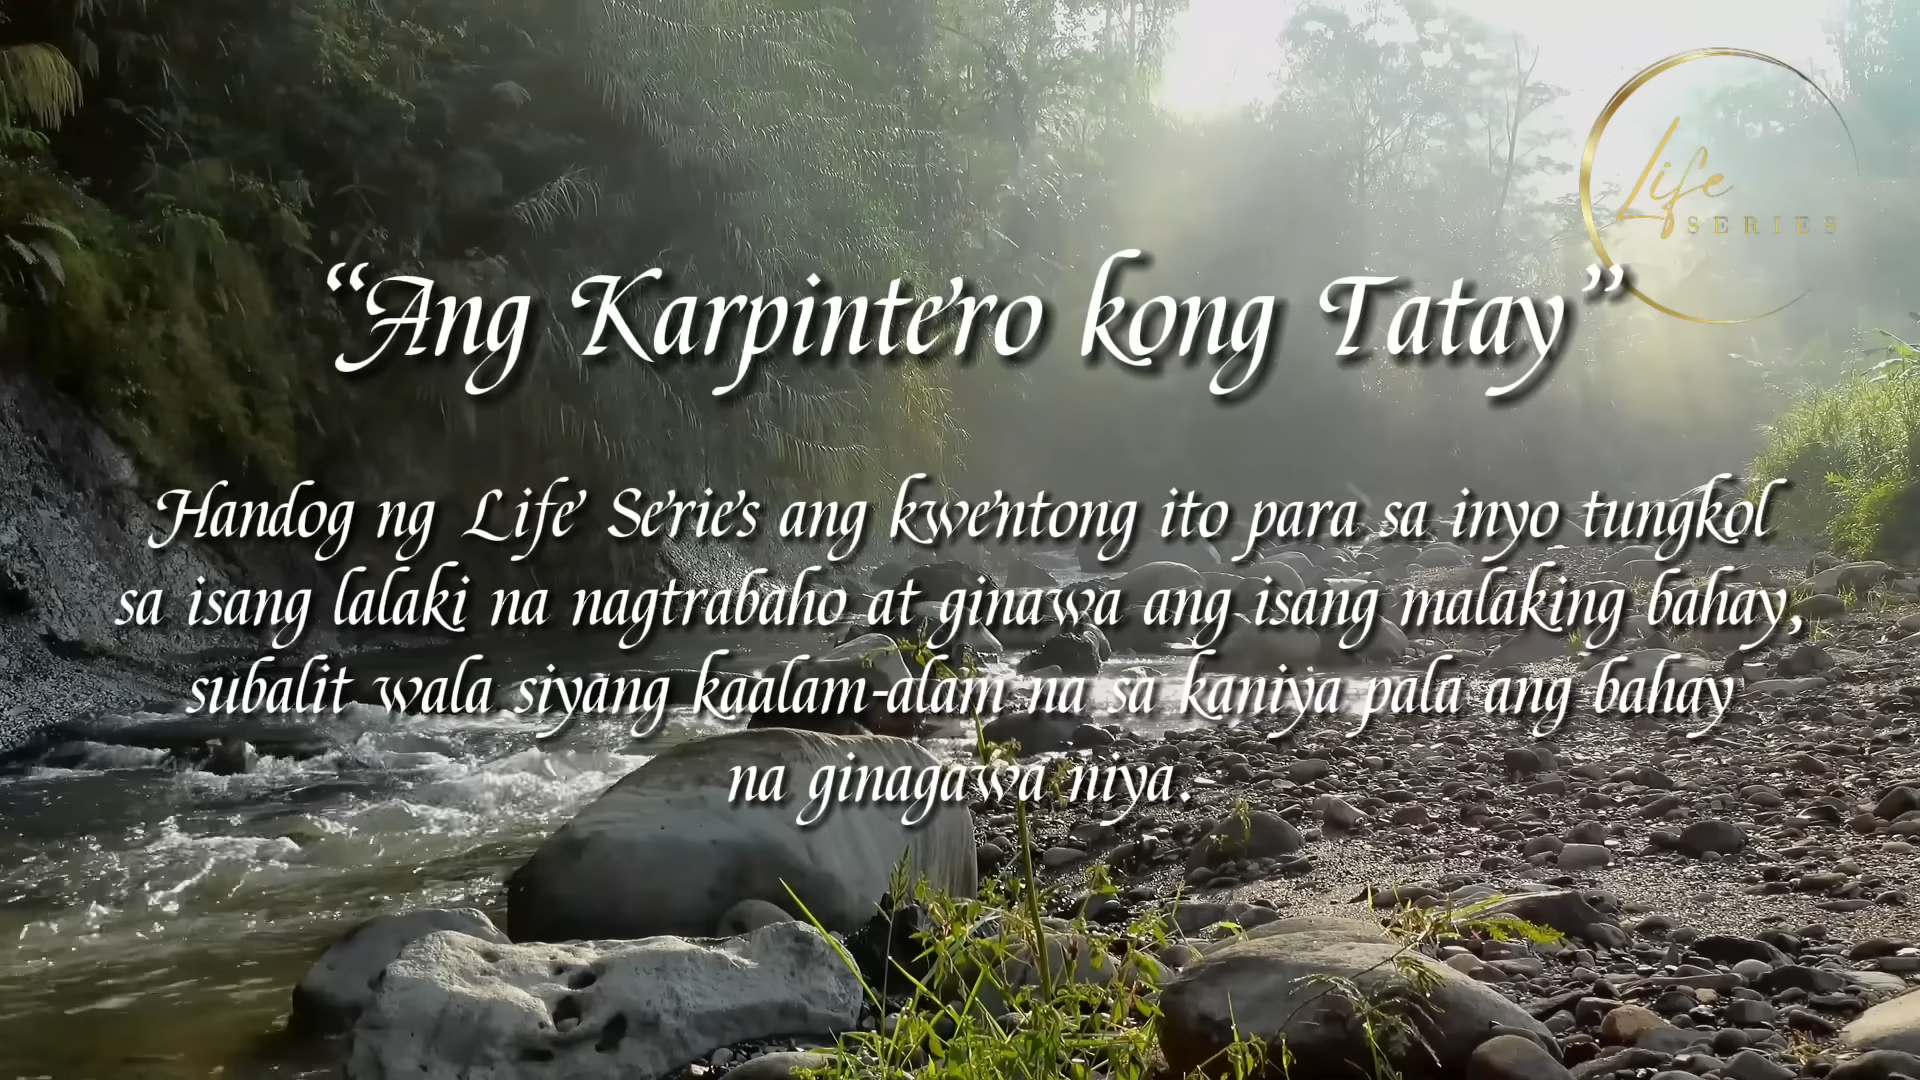 Life
SERIES
“Ang Karpintero kong Tatay”
Handog ng Life Series ang kwentong ito para sa inyo tungkol
sa isang lalaki na nagtrabaho at ginawa ang isang malaking bahay,
subalit wala siyang kaalam-alam na sa kaniya pala ang bahay
na ginagawa niya.